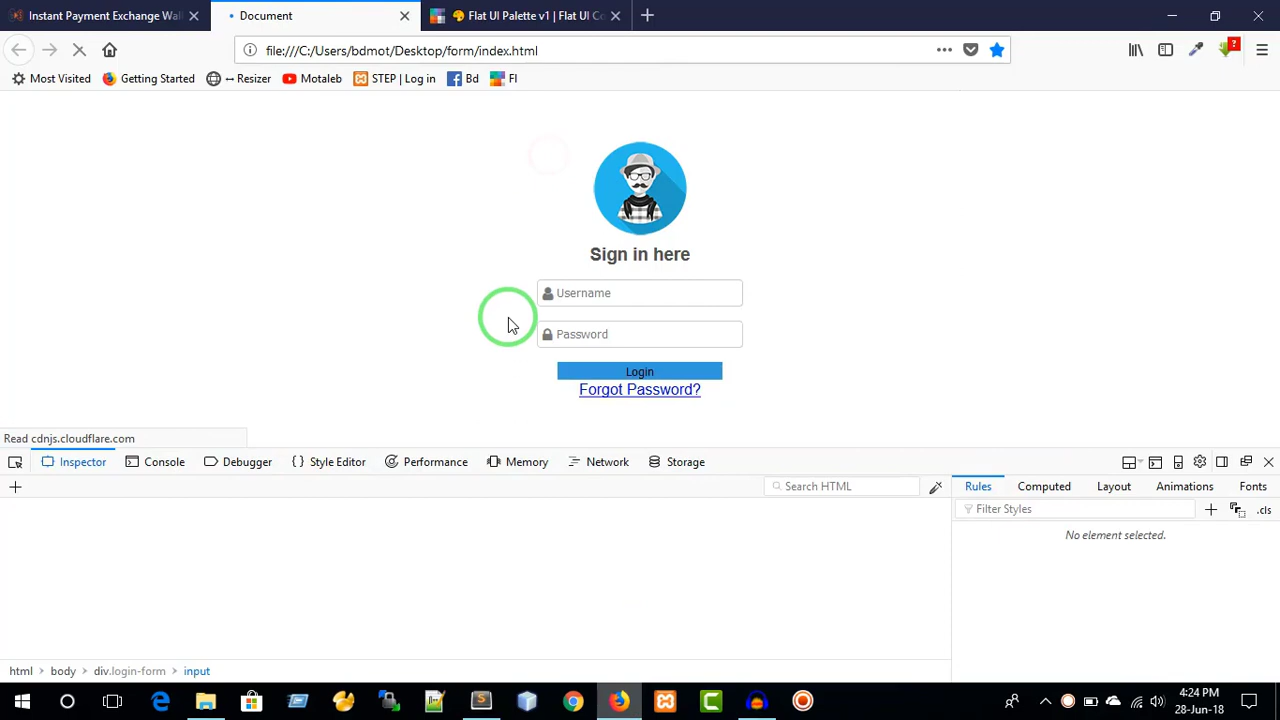 Instant Payment Exchange Wal
Document
Flat UI Palette v1 | Flat UI Co
file:///C:/Users/bdmot/Desktop/form/index.html
?
Most Visited
Getting Started
↔ Resizer
Motaleb
STEP | Log in
Bd
FI
Sign in here
Username
Password
Login
Forgot Password?
Read cdnjs.cloudflare.com
Inspector
Console
Debugger
Style Editor
Performance
Memory
Network
Storage
Search HTML
Rules
Computed
Layout
Animations
Fonts
Filter Styles
.cls
No element selected.
html > body > div.login-form > input
4:24 PM
28-Jun-18